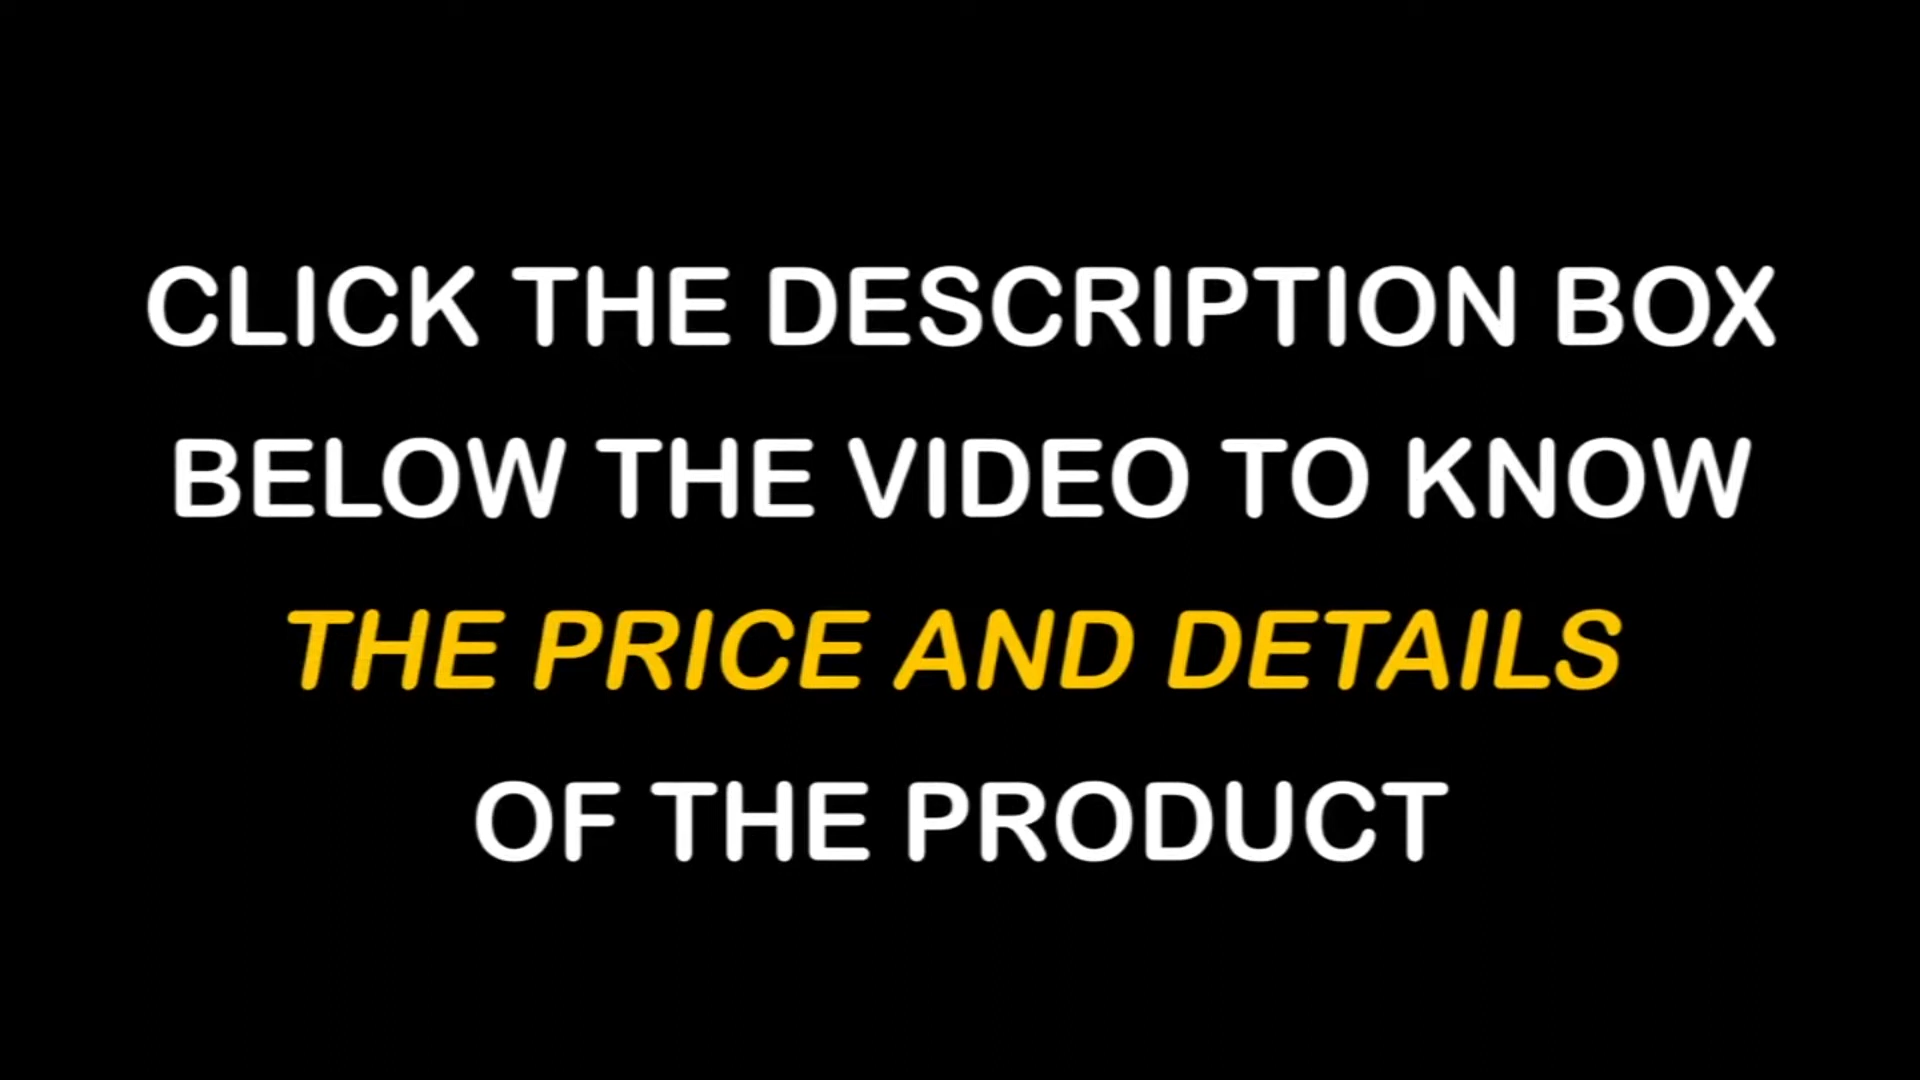 CLICK THE DESCRIPTION BOX
BELOW THE VIDEO TO KNOW
THE PRICE AND DETAILS
OF THE PRODUCT